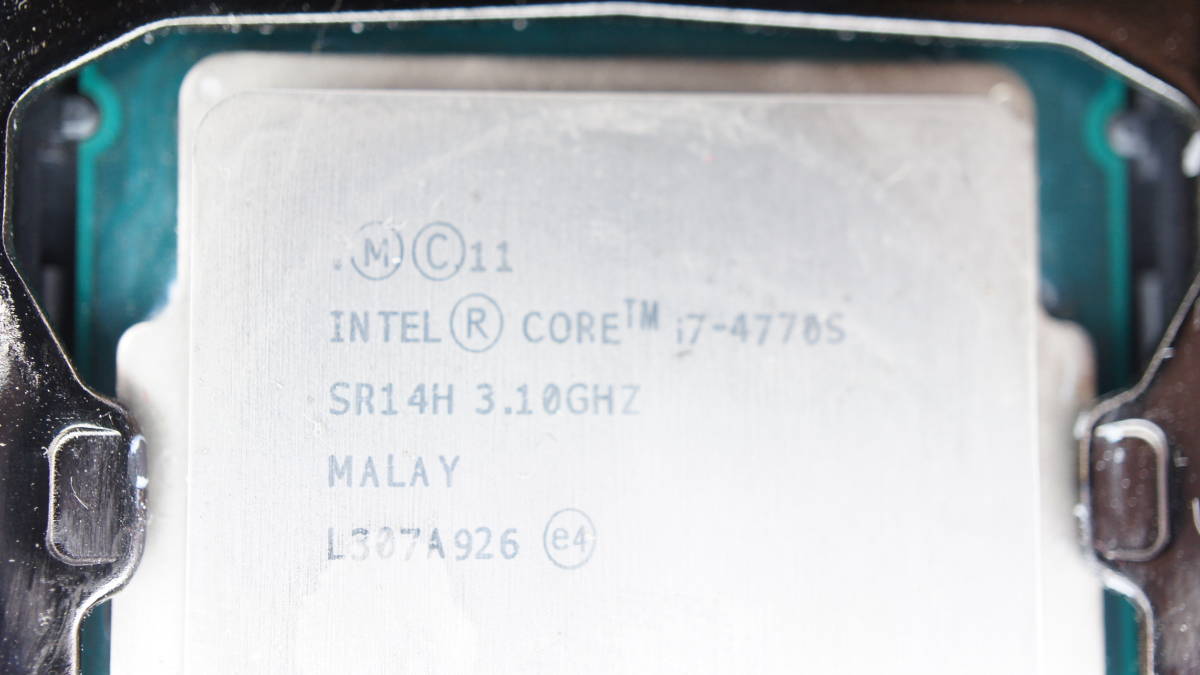 .Ⓜ Ⓒ 11
INTEL® CORE™ i7-4770S
SR14H 3.10GHZ
MALAY
L307A926 e4